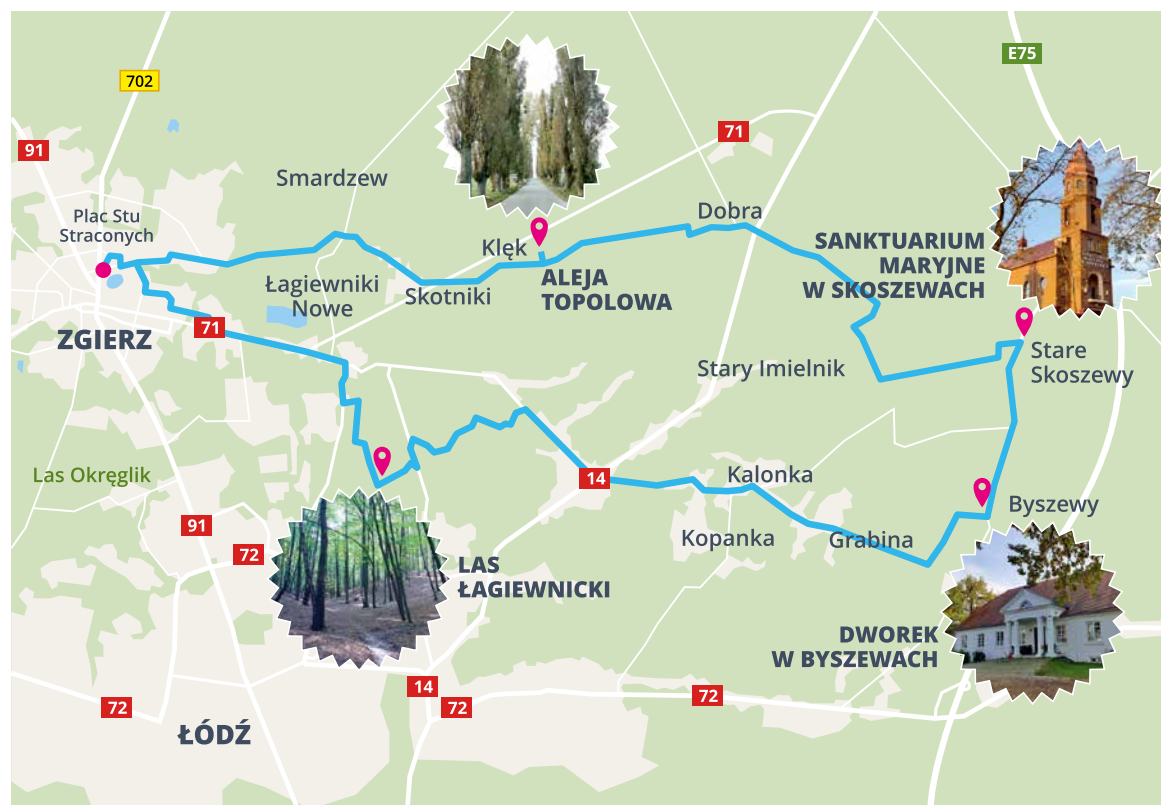 E75
702
71
91
Smardzew
Plac Stu
Straconych
Dobra
Klęk
SANKTUARIUM
MARYJNE
W SKOSZEWACH
ALEJA
TOPOLOWA
Łagiewniki
Nowe
Skotniki
71
ZGIERZ
Stare
Skoszewy
Stary Imielnik
Las Okręglik
14
Kalonka
Byszewy
91
Kopanka
Grabina
72
LAS
ŁAGIEWNICKI
DWOREK
W BYSZEWACH
14
72
72
72
ŁÓDŹ